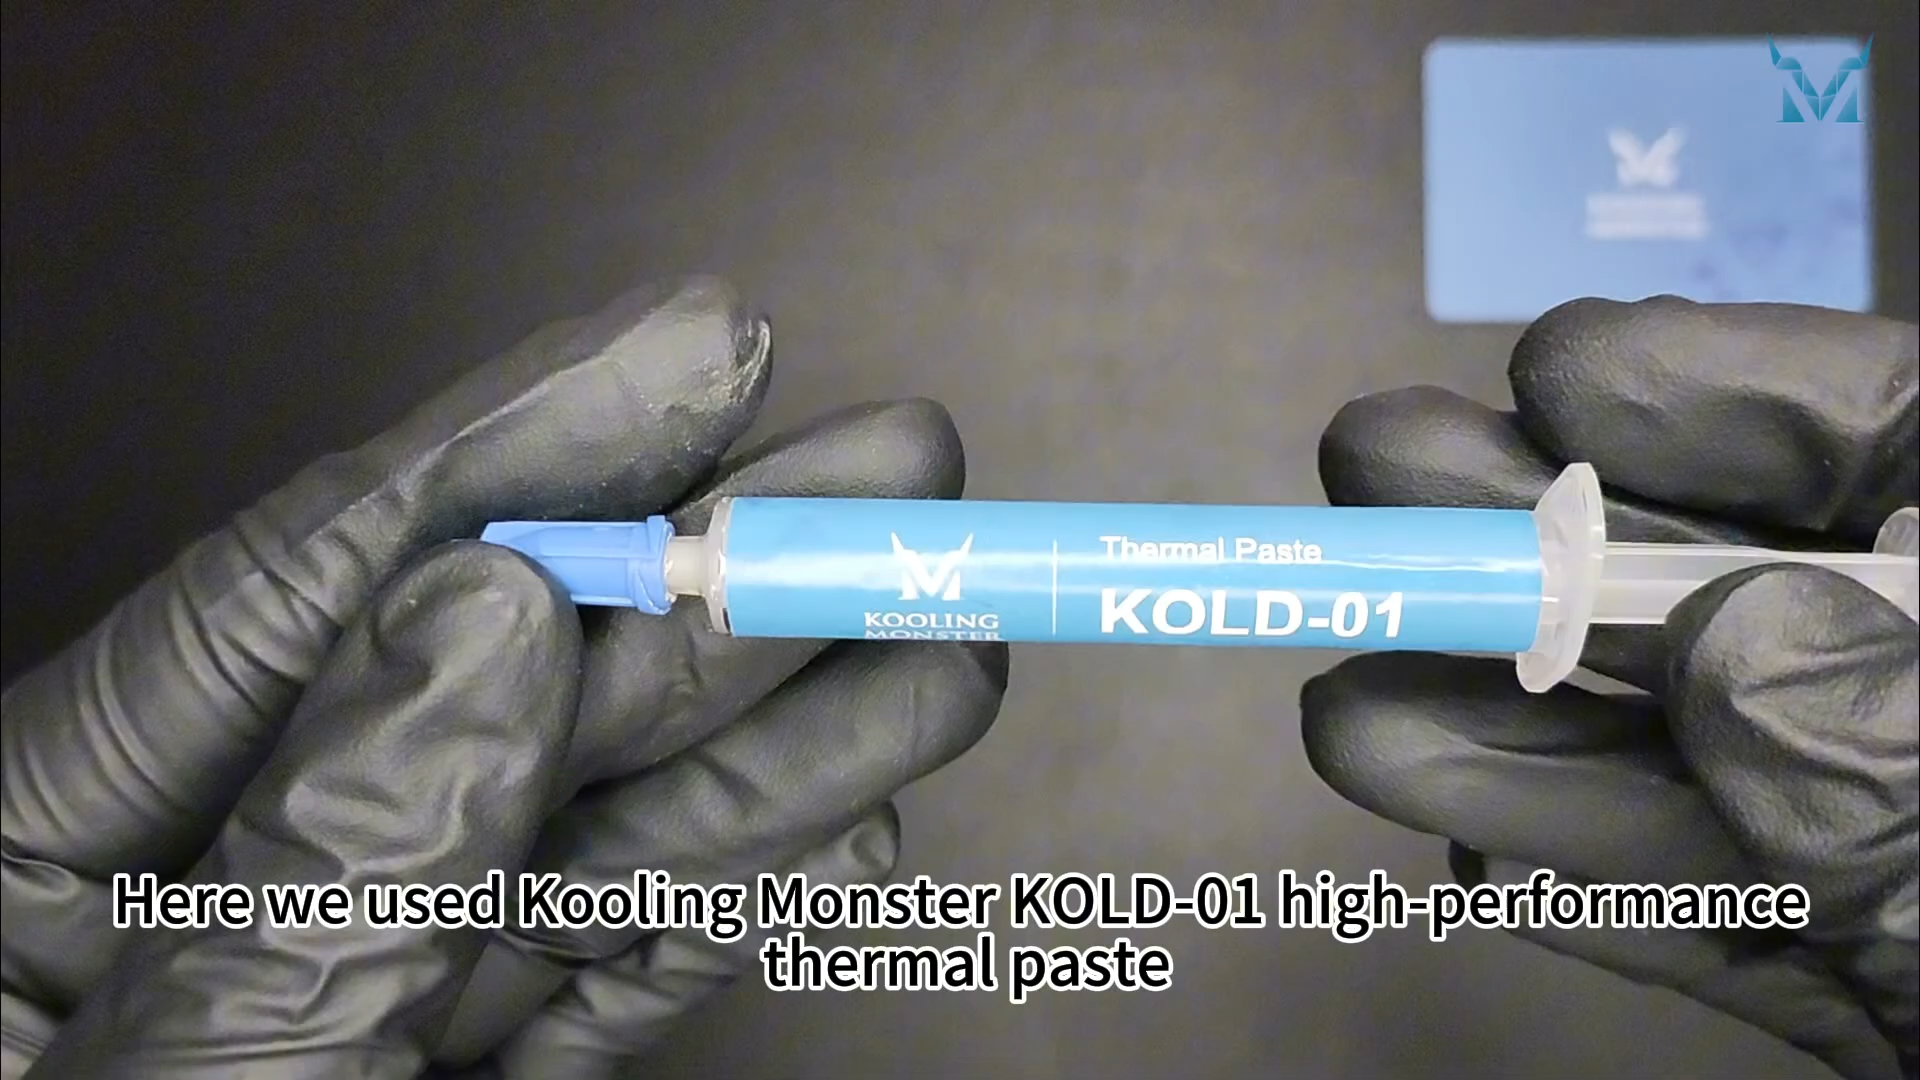 Thermal Paste
KOLD-01
KOOLING
MONSTER
Here we used Kooling Monster KOLD-01 high-performance
thermal paste